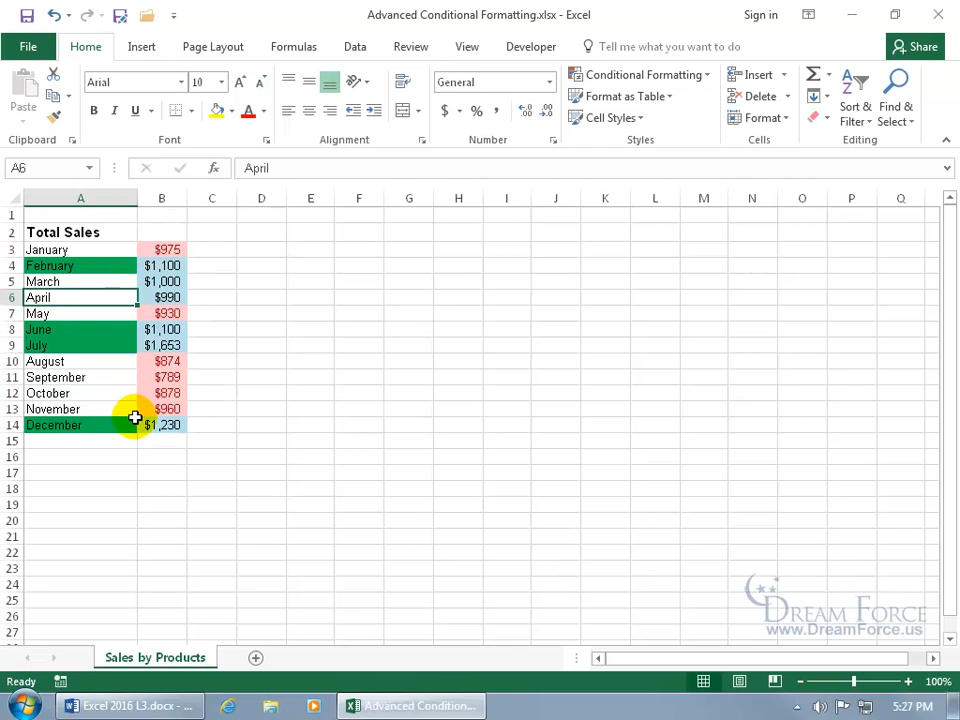 Advanced Conditional Formatting.xlsx - Excel
Sign in
File Home Insert Page Layout Formulas Data Review View Developer Tell me what you want to do Share
Arial 10 General Conditional Formatting Insert
Paste Format as Table Delete Sort & Find &
B I U A $ % , Cell Styles Format Filter Select
Clipboard Font Alignment Number Styles Cells Editing
A6 fx April
A B C D E F G H I J K L M N O P Q
1
2 Total Sales
3 January $975
4 February $1,100
5 March $1,000
6 April $990
7 May $930
8 June $1,100
9 July $1,653
10 August $874
11 September $789
12 October $878
13 November $960
14 December $1,230
15
16
17
18
19
20
21
22
23
24
25
26
27
DREAM FORCE
www.DreamForce.us
Sales by Products
Ready 100%
Excel 2016 L3.docx - ... Advanced Condition... 5:27 PM